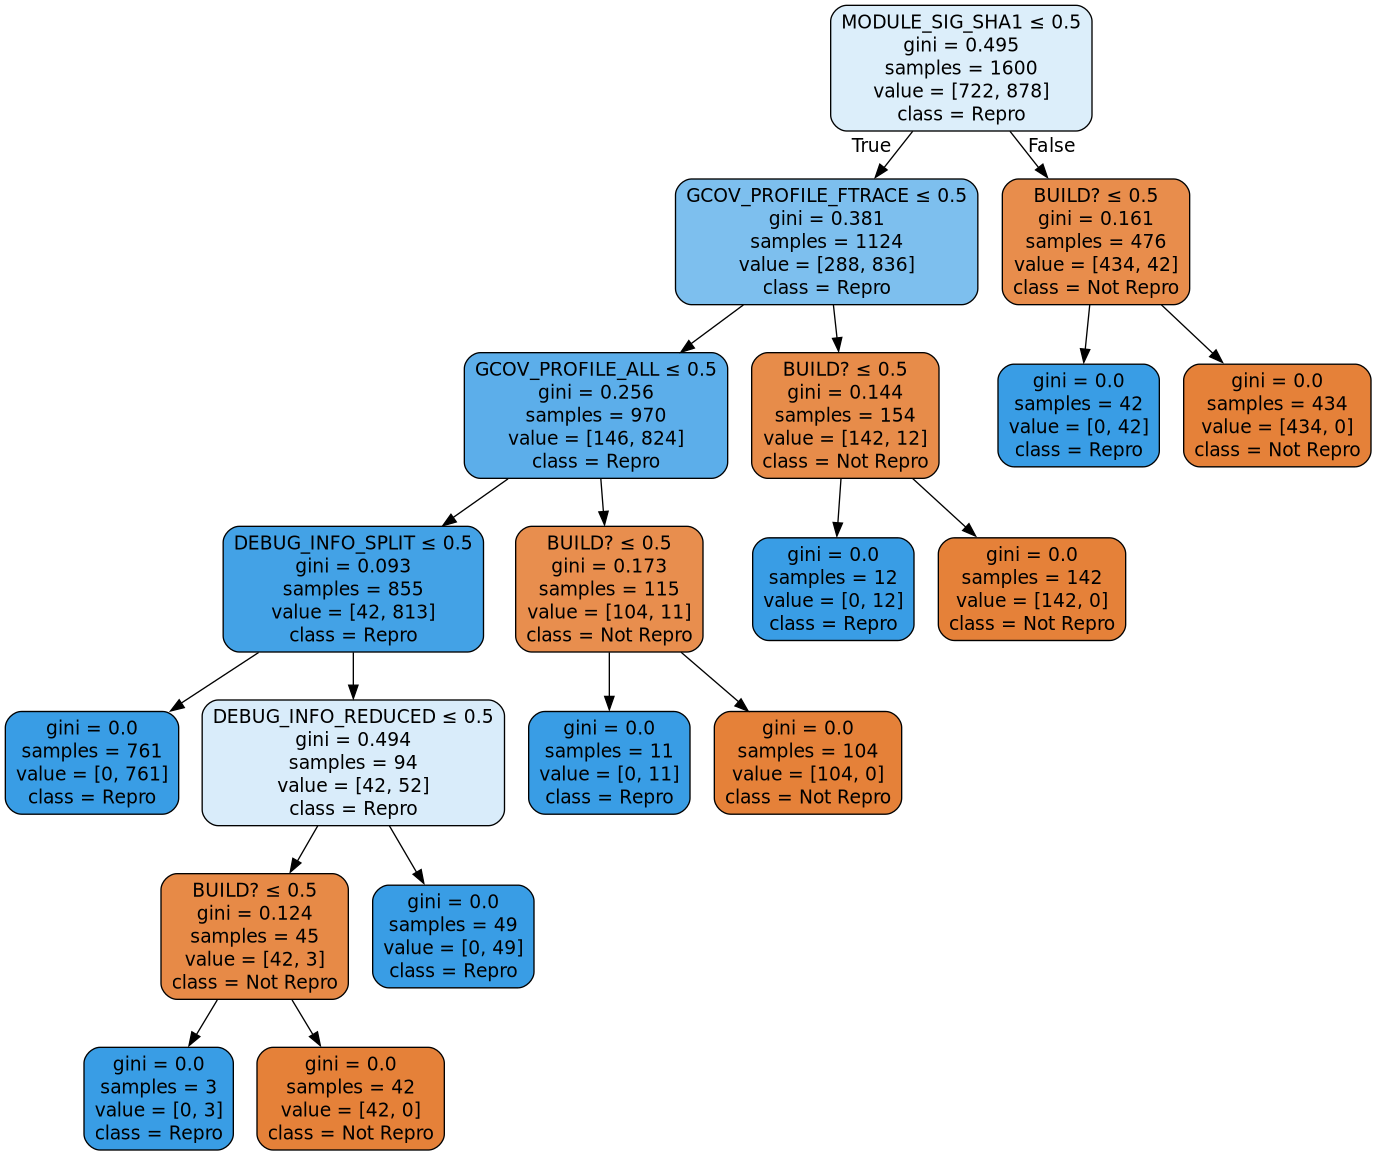 MODULE_SIG_SHA1 ≤ 0.5
gini = 0.495
samples = 1600
value = [722, 878]
class = Repro
True
False
GCOV_PROFILE_FTRACE ≤ 0.5
gini = 0.381
samples = 1124
value = [288, 836]
class = Repro
BUILD? ≤ 0.5
gini = 0.161
samples = 476
value = [434, 42]
class = Not Repro
GCOV_PROFILE_ALL ≤ 0.5
gini = 0.256
samples = 970
value = [146, 824]
class = Repro
BUILD? ≤ 0.5
gini = 0.144
samples = 154
value = [142, 12]
class = Not Repro
gini = 0.0
samples = 42
value = [0, 42]
class = Repro
gini = 0.0
samples = 434
value = [434, 0]
class = Not Repro
DEBUG_INFO_SPLIT ≤ 0.5
gini = 0.093
samples = 855
value = [42, 813]
class = Repro
BUILD? ≤ 0.5
gini = 0.173
samples = 115
value = [104, 11]
class = Not Repro
gini = 0.0
samples = 12
value = [0, 12]
class = Repro
gini = 0.0
samples = 142
value = [142, 0]
class = Not Repro
gini = 0.0
samples = 761
value = [0, 761]
class = Repro
DEBUG_INFO_REDUCED ≤ 0.5
gini = 0.494
samples = 94
value = [42, 52]
class = Repro
gini = 0.0
samples = 11
value = [0, 11]
class = Repro
gini = 0.0
samples = 104
value = [104, 0]
class = Not Repro
BUILD? ≤ 0.5
gini = 0.124
samples = 45
value = [42, 3]
class = Not Repro
gini = 0.0
samples = 49
value = [0, 49]
class = Repro
gini = 0.0
samples = 3
value = [0, 3]
class = Repro
gini = 0.0
samples = 42
value = [42, 0]
class = Not Repro